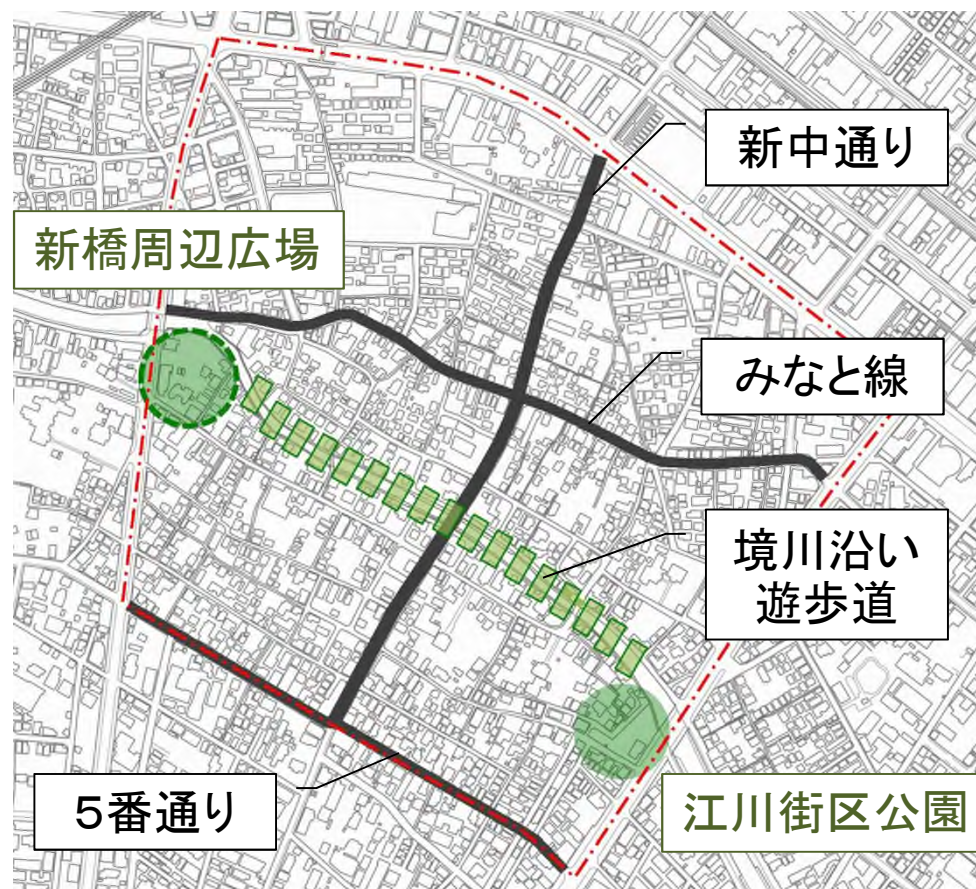 新中通り
新橋周辺広場
みなと線
境川沿い
遊歩道
５番通り
江川街区公園